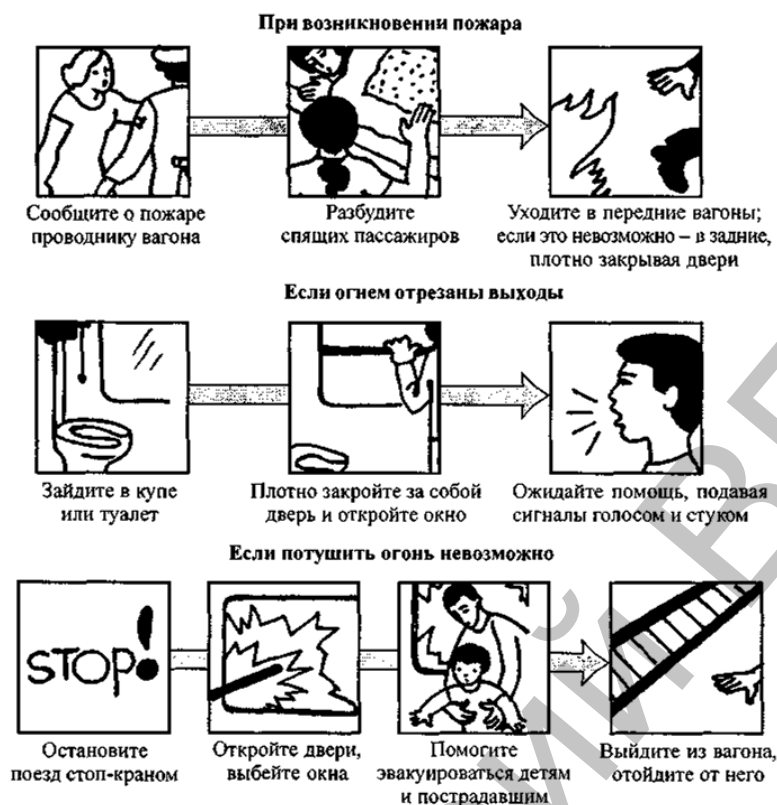 При возникновении пожара
Сообщите о пожаре
проводнику вагона
Разбудите
спящих пассажиров
Уходите в передние вагоны;
если это невозможно – в задние,
плотно закрывая двери
Если огнем отрезаны выходы
Зайдите в купе
или туалет
Плотно закройте за собой
дверь и откройте окно
Ожидайте помощь, подавая
сигналы голосом и стуком
Если потушить огонь невозможно
STOP!
Остановите
поезд стоп-краном
Откройте двери,
выбейте окна
Помогите
эвакуироваться детям
и пострадавшим
Выйдите из вагона,
отойдите от него